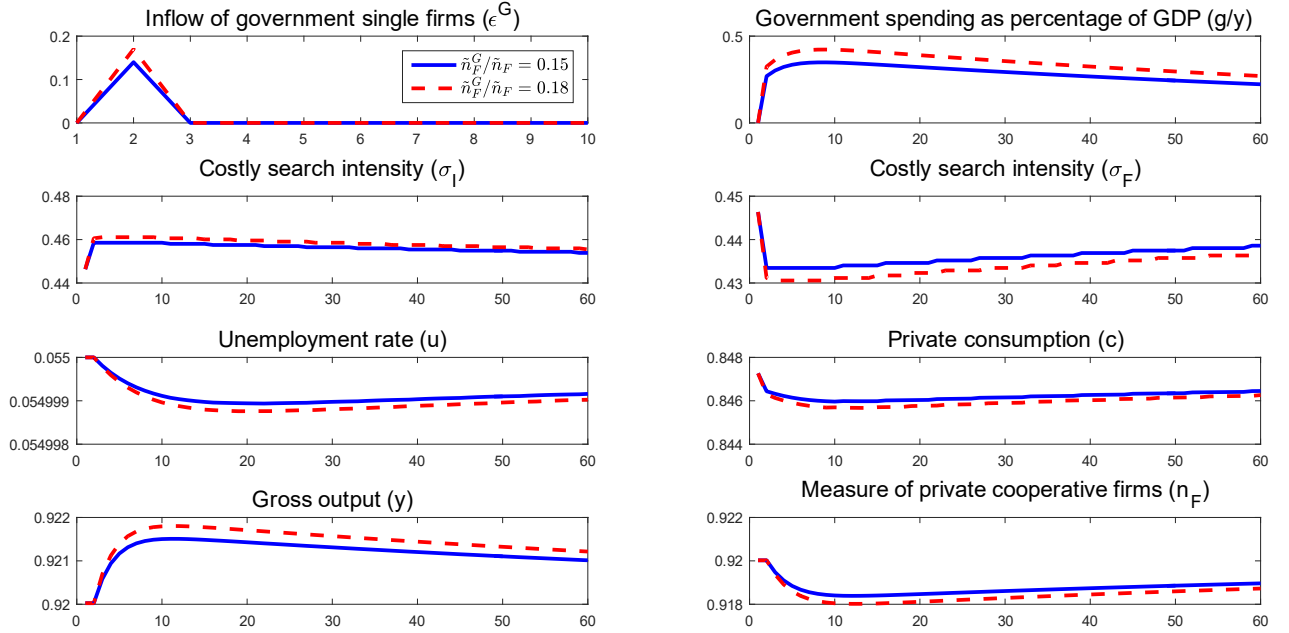 Inflow of government single firms (ϵ^G)
0.2
0.1
0
1 2 3 4 5 6 7 8 9 10
ñ_F^G/ñ_F = 0.15
ñ_F^G/ñ_F = 0.18
Government spending as percentage of GDP (g/y)
0.5
0
0 10 20 30 40 50 60
Costly search intensity (σ_I)
0.48
0.46
0.44
0 10 20 30 40 50 60
Costly search intensity (σ_F)
0.45
0.44
0.43
0 10 20 30 40 50 60
Unemployment rate (u)
0.055
0.054999
0.054998
0 10 20 30 40 50 60
Private consumption (c)
0.848
0.846
0.844
0 10 20 30 40 50 60
Gross output (y)
0.922
0.921
0.92
0 10 20 30 40 50 60
Measure of private cooperative firms (n_F)
0.922
0.92
0.918
0 10 20 30 40 50 60